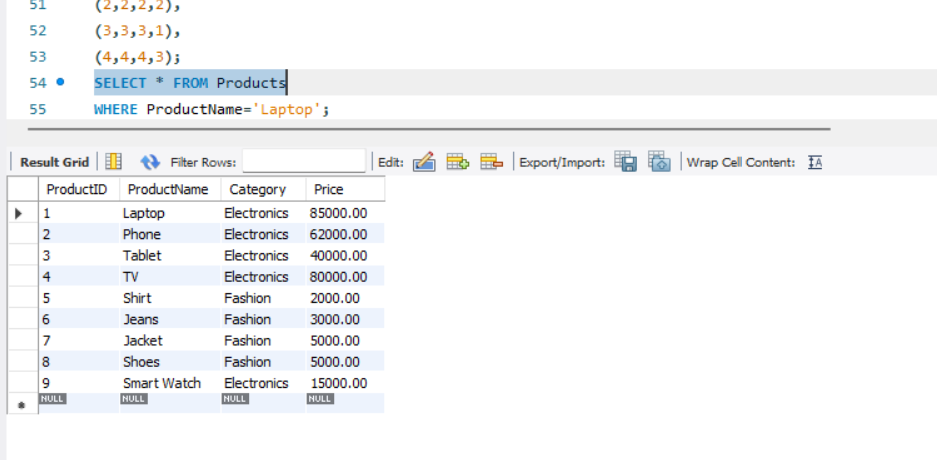 51 (2,2,2,2),
52 (3,3,3,1),
53 (4,4,4,3);
54 SELECT * FROM Products
55 WHERE ProductName='Laptop';
Result Grid Filter Rows: Edit: Export/Import: Wrap Cell Content: IA
ProductID ProductName Category Price
1 Laptop Electronics 85000.00
2 Phone Electronics 62000.00
3 Tablet Electronics 40000.00
4 TV Electronics 80000.00
5 Shirt Fashion 2000.00
6 Jeans Fashion 3000.00
7 Jacket Fashion 5000.00
8 Shoes Fashion 5000.00
9 Smart Watch Electronics 15000.00
NULL NULL NULL NULL